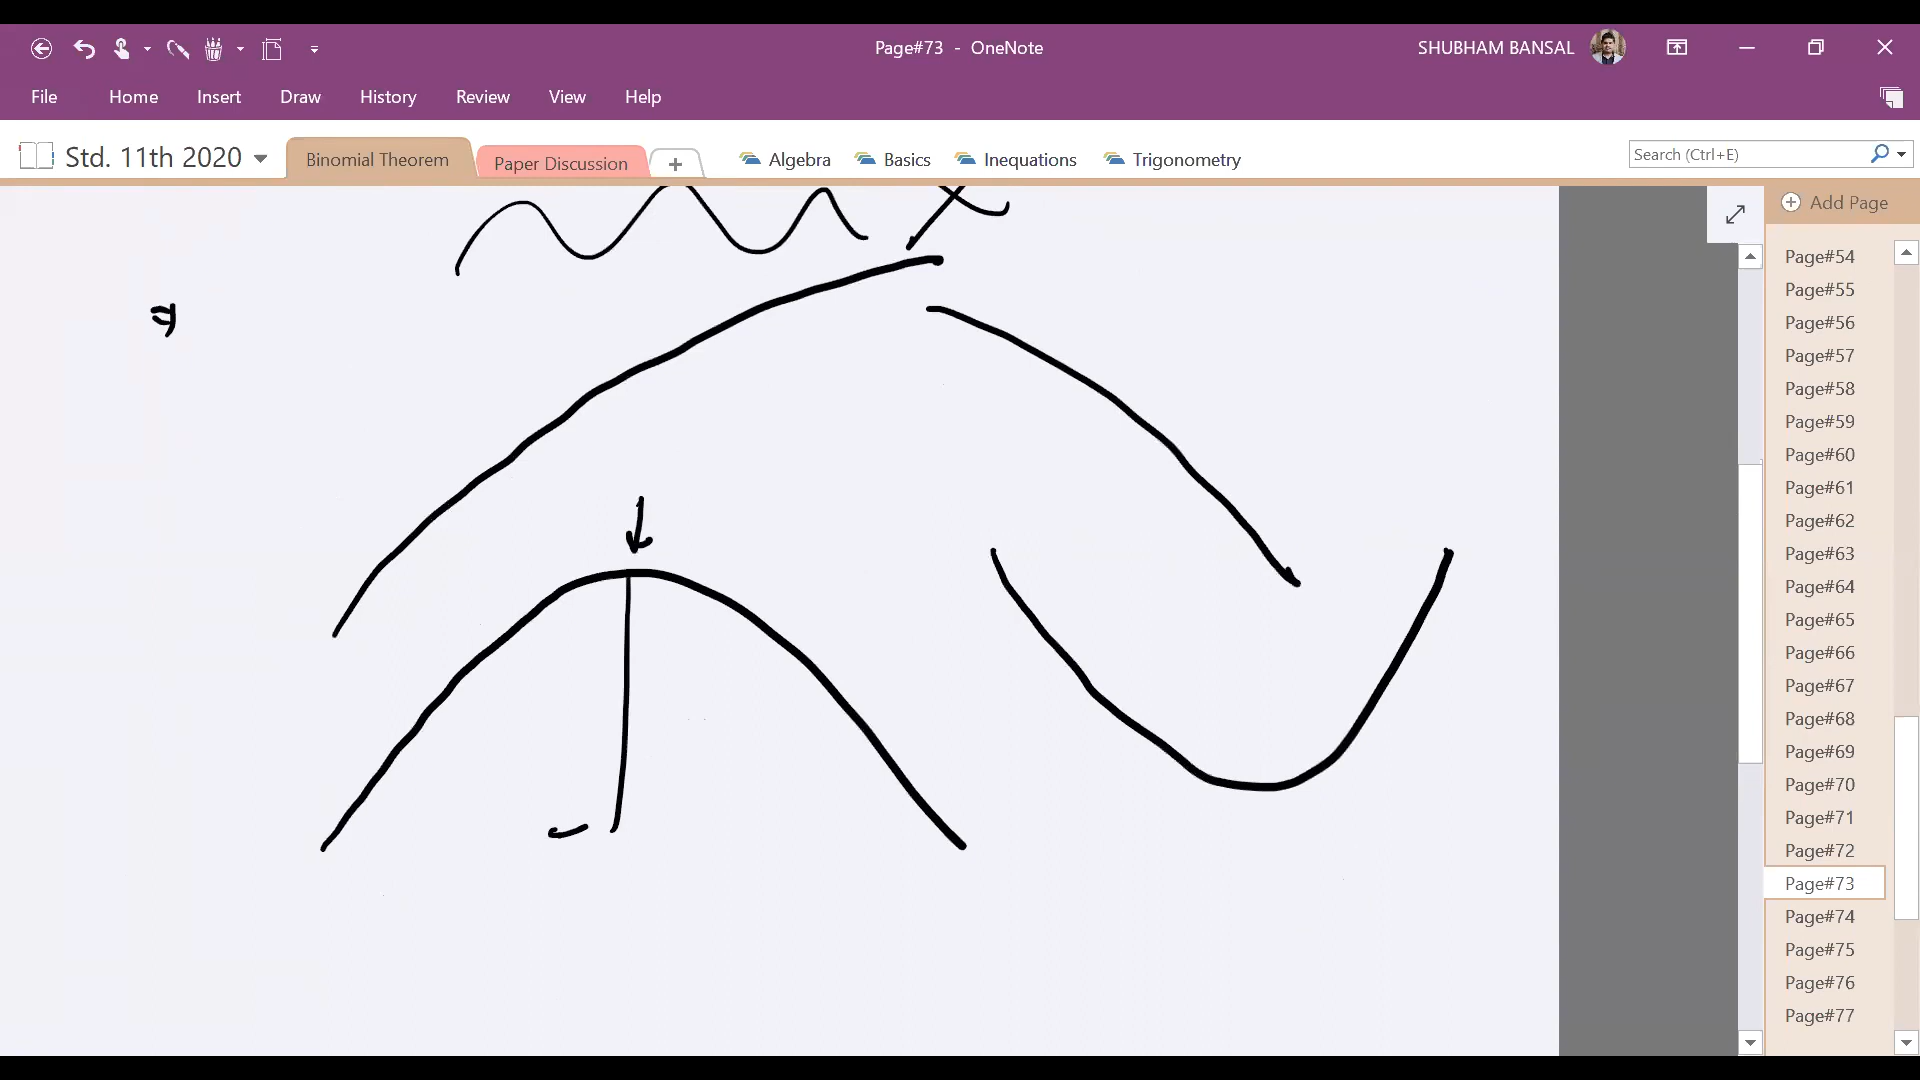 Page#73 - OneNote
SHUBHAM BANSAL
File Home Insert Draw History Review View Help
Std. 11th 2020
Binomial Theorem
Paper Discussion
Algebra
Basics
Inequations
Trigonometry
Search (Ctrl+E)
Add Page
Page#54
Page#55
Page#56
Page#57
Page#58
Page#59
Page#60
Page#61
Page#62
Page#63
Page#64
Page#65
Page#66
Page#67
Page#68
Page#69
Page#70
Page#71
Page#72
Page#73
Page#74
Page#75
Page#76
Page#77